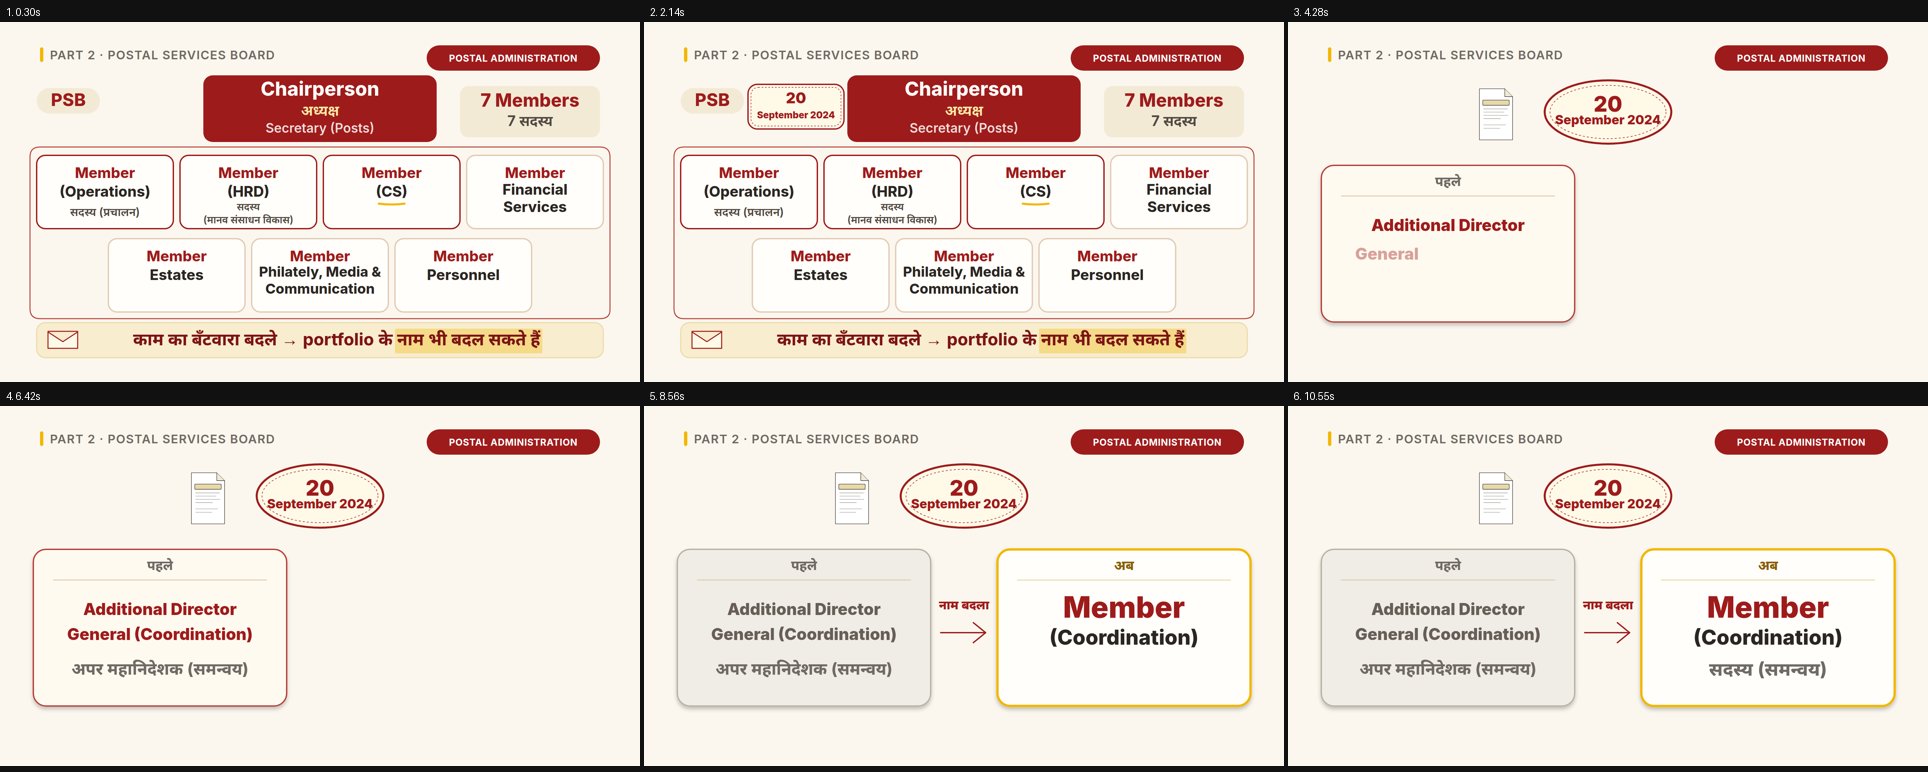 1. 0.30s
PART 2 · POSTAL SERVICES BOARD
POSTAL ADMINISTRATION
PSB
Chairperson
अध्यक्ष
Secretary (Posts)
7 Members
7 सदस्य
Member
(Operations)
सदस्य (प्रचालन)
Member
(HRD)
सदस्य
(मानव संसाधन विकास)
Member
(CS)
Member
Financial
Services
Member
Estates
Member
Philately, Media &
Communication
Member
Personnel
काम का बँटवारा बदले → portfolio के नाम भी बदल सकते हैं
2. 2.14s
PART 2 · POSTAL SERVICES BOARD
POSTAL ADMINISTRATION
PSB
20
September 2024
Chairperson
अध्यक्ष
Secretary (Posts)
7 Members
7 सदस्य
Member
(Operations)
सदस्य (प्रचालन)
Member
(HRD)
सदस्य
(मानव संसाधन विकास)
Member
(CS)
Member
Financial
Services
Member
Estates
Member
Philately, Media &
Communication
Member
Personnel
काम का बँटवारा बदले → portfolio के नाम भी बदल सकते हैं
3. 4.28s
PART 2 · POSTAL SERVICES BOARD
POSTAL ADMINISTRATION
20
September 2024
पहले
Additional Director
General
4. 6.42s
PART 2 · POSTAL SERVICES BOARD
POSTAL ADMINISTRATION
20
September 2024
पहले
Additional Director
General (Coordination)
अपर महानिदेशक (समन्वय)
5. 8.56s
PART 2 · POSTAL SERVICES BOARD
POSTAL ADMINISTRATION
20
September 2024
पहले
Additional Director
General (Coordination)
अपर महानिदेशक (समन्वय)
नाम बदला
अब
Member
(Coordination)
6. 10.55s
PART 2 · POSTAL SERVICES BOARD
POSTAL ADMINISTRATION
20
September 2024
पहले
Additional Director
General (Coordination)
अपर महानिदेशक (समन्वय)
नाम बदला
अब
Member
(Coordination)
सदस्य (समन्वय)